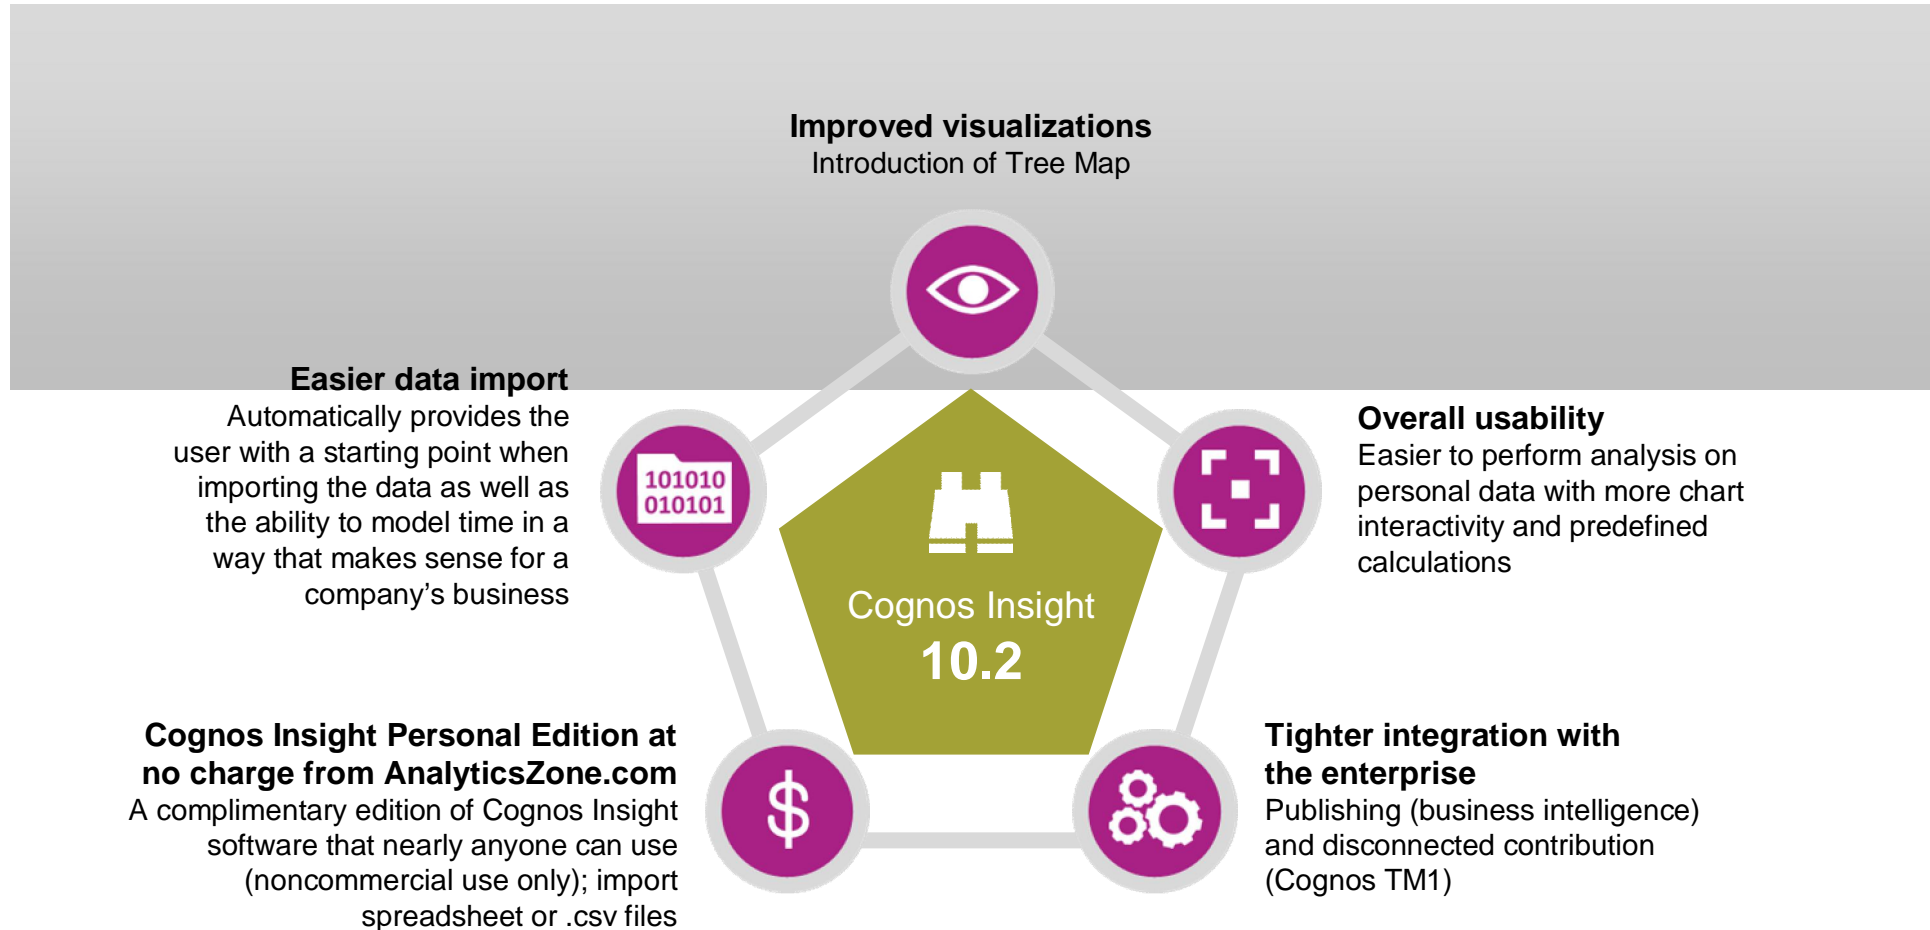 Improved visualizations
Introduction of Tree Map
Easier data import
Automatically provides the
user with a starting point when
importing the data as well as
the ability to model time in a
way that makes sense for a
company’s business
101010
010101
Overall usability
Easier to perform analysis on
personal data with more chart
interactivity and predefined
calculations
Cognos Insight
10.2
Cognos Insight Personal Edition at
no charge from AnalyticsZone.com
A complimentary edition of Cognos Insight
software that nearly anyone can use
(noncommercial use only); import
spreadsheet or .csv files
$
Tighter integration with
the enterprise
Publishing (business intelligence)
and disconnected contribution
(Cognos TM1)